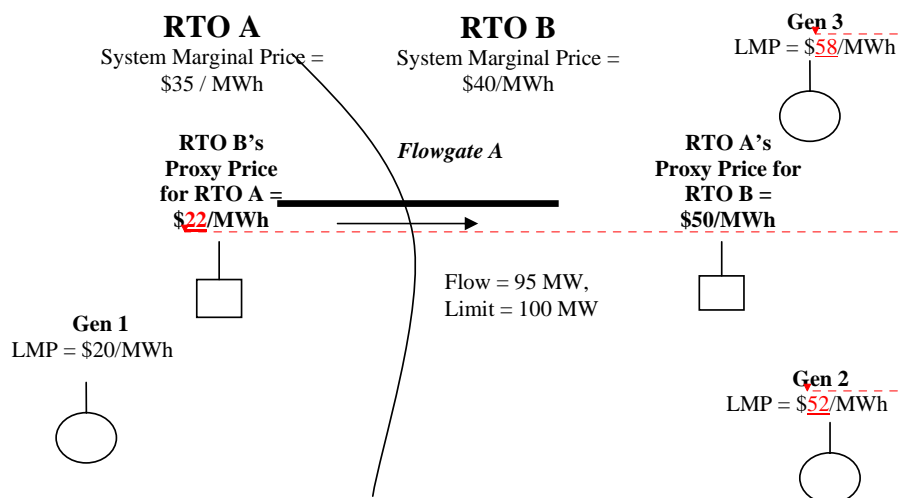 RTO A
System Marginal Price =
$35 / MWh
RTO B
System Marginal Price =
$40/MWh
Gen 3
LMP = $58/MWh
RTO B’s
Proxy Price
for RTO A =
$22/MWh
Flowgate A
RTO A’s
Proxy Price for
RTO B =
$50/MWh
Flow = 95 MW,
Limit = 100 MW
Gen 1
LMP = $20/MWh
Gen 2
LMP = $52/MWh